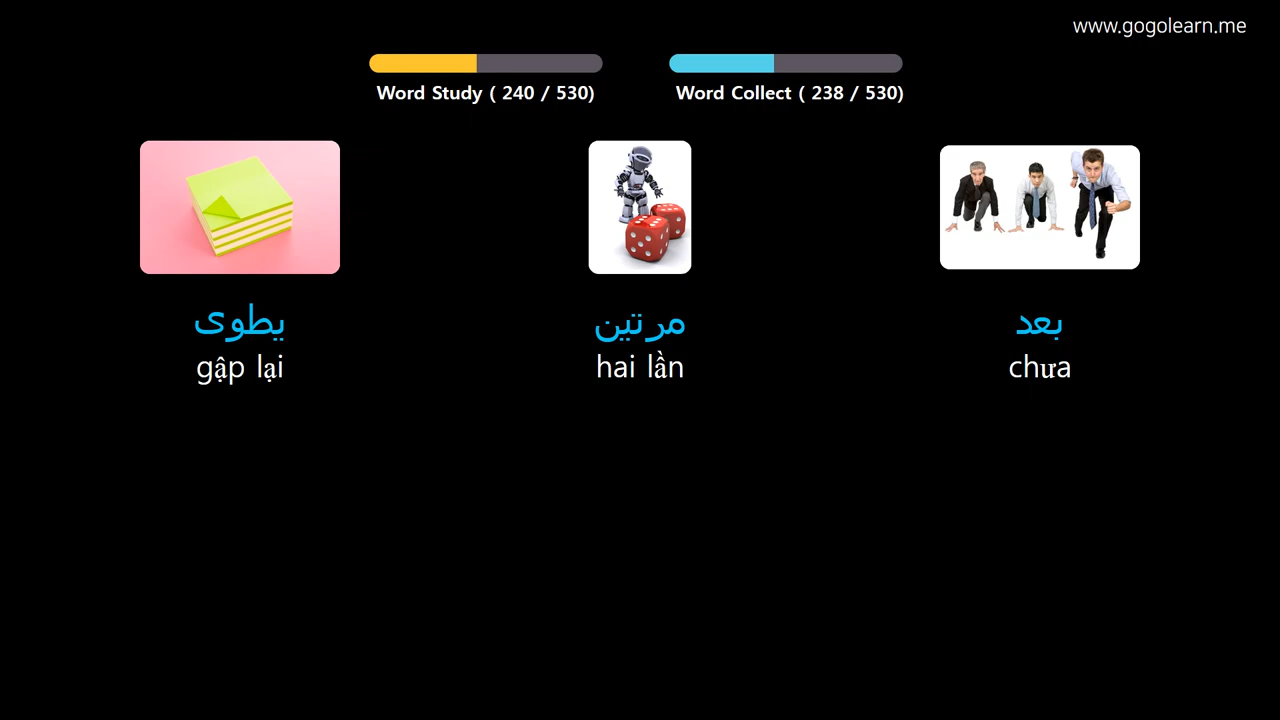 www.gogolearn.me
Word Study ( 240 / 530)
Word Collect ( 238 / 530)
يطوى
gập lại
مرتين
hai lần
بعد
chưa